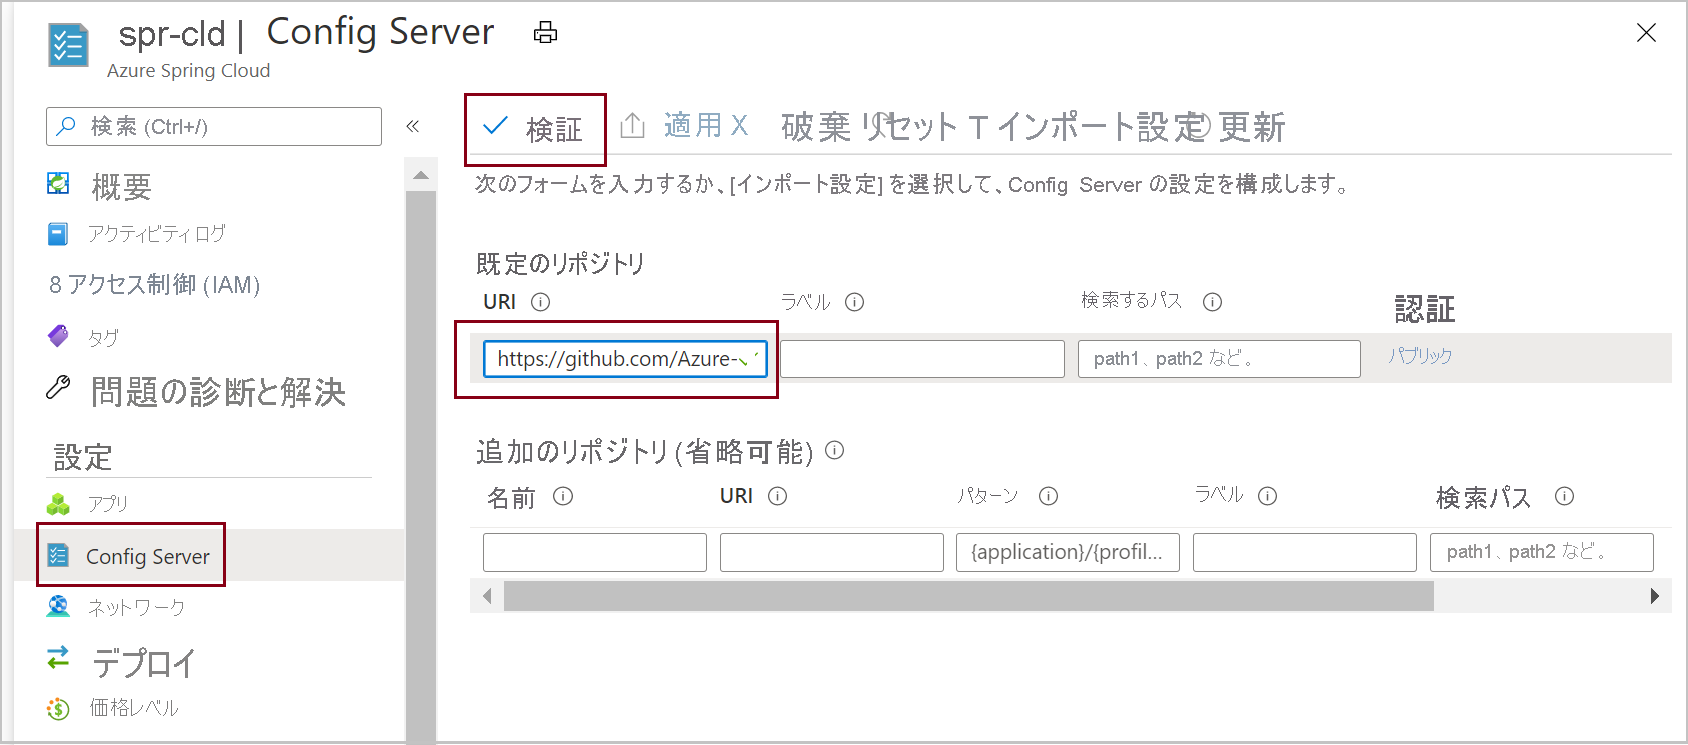 spr-cld | Config Server
Azure Spring Cloud
検索 (Ctrl+/)
«
概要
アクティビティ ログ
8 アクセス制御 (IAM)
タグ
問題の診断と解決
設定
アプリ
Config Server
ネットワーク
デプロイ
価格レベル
検証 適用 X 破棄 リセット T インポート設定 更新
次のフォームを入力するか、[インポート設定] を選択して、Config Server の設定を構成します。
既定のリポジトリ
URI ラベル 検索するパス 認証
https://github.com/Azure- path1、path2 など。 パブリック
追加のリポジトリ (省略可能)
名前 URI パターン ラベル 検索パス
{application}/{profil... path1、path2 など。